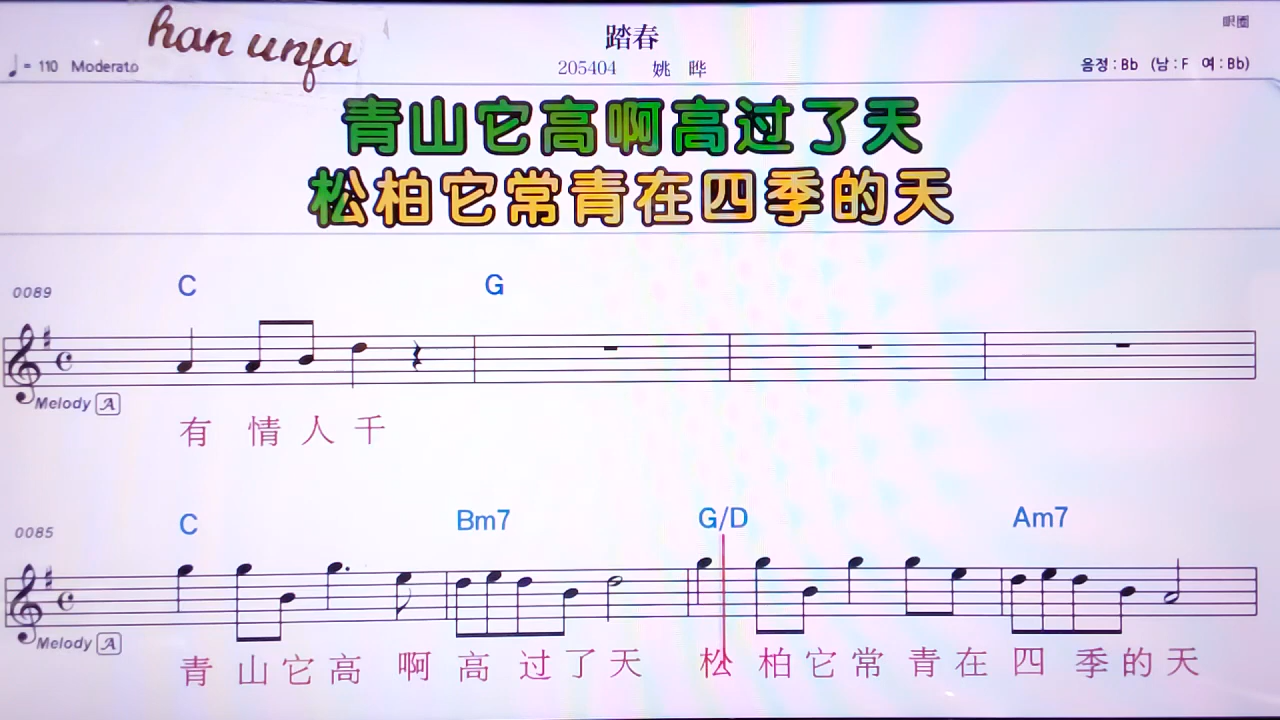 han unfa
踏春
眼圈
♩= 110 Moderato
205404 姚 晔
음정 : Bb (남 : F 여 : Bb)
青山它高啊高过了天
松柏它常青在四季的天
0089
C G
Melody A
有 情 人 千
0085
C Bm7 G/D Am7
Melody A
青 山 它 高 啊 高 过 了 天 松 柏 它 常 青 在 四 季 的 天